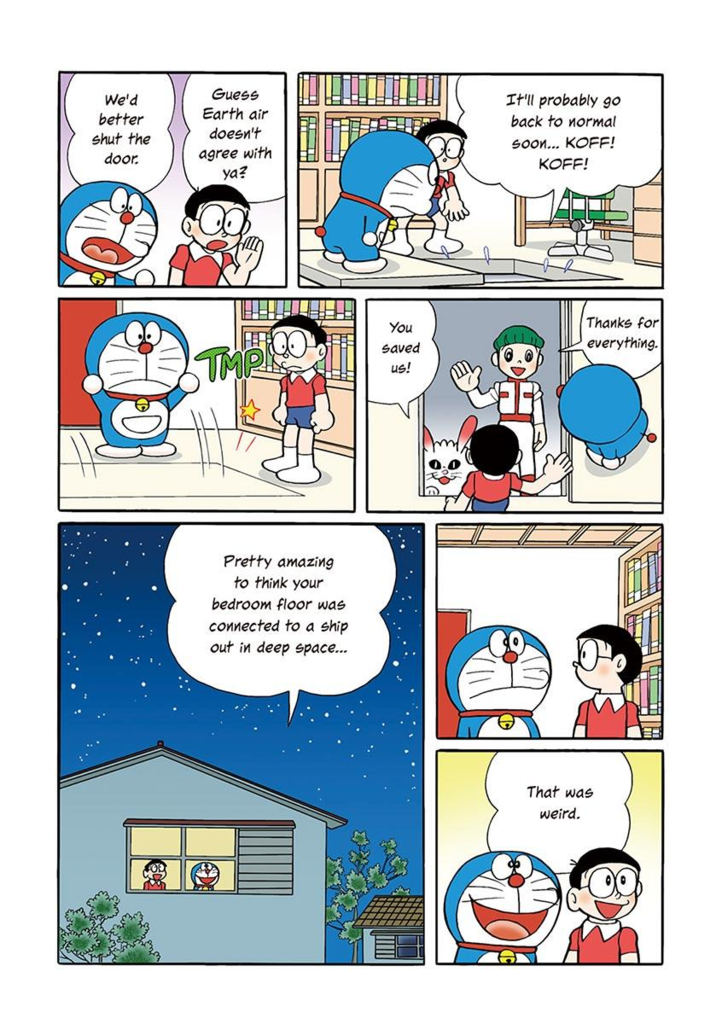 We'd
better
shut the
door.
Guess
Earth air
doesn't
agree with
ya?
It'll probably go
back to normal
soon... KOFF!
KOFF!
TMP
You
saved
us!
Thanks for
everything.
Pretty amazing
to think your
bedroom floor was
connected to a ship
out in deep space...
That was
weird.